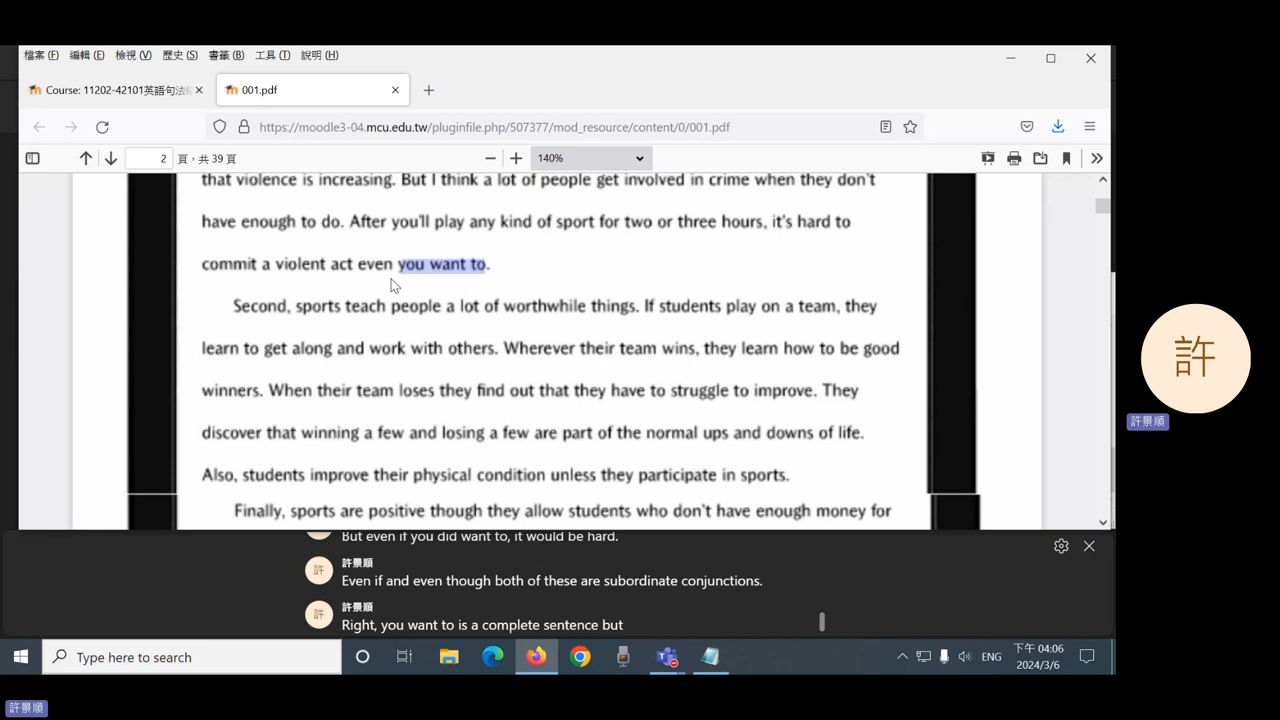 檔案 (F) 編輯 (E) 檢視 (V) 歷史 (S) 書籤 (B) 工具 (T) 說明 (H)
Course: 11202-42101英語句法
001.pdf
https://moodle3-04.mcu.edu.tw/pluginfile.php/507377/mod_resource/content/0/001.pdf
2 頁，共 39 頁
140%
that violence is increasing. But I think a lot of people get involved in crime when they don't
have enough to do. After you'll play any kind of sport for two or three hours, it's hard to
commit a violent act even you want to.
Second, sports teach people a lot of worthwhile things. If students play on a team, they
learn to get along and work with others. Wherever their team wins, they learn how to be good
winners. When their team loses they find out that they have to struggle to improve. They
discover that winning a few and losing a few are part of the normal ups and downs of life.
Also, students improve their physical condition unless they participate in sports.
Finally, sports are positive though they allow students who don't have enough money for
But even if you did want to, it would be hard.
許
許景順
Even if and even though both of these are subordinate conjunctions.
許
許景順
Right, you want to is a complete sentence but
許
許景順
Type here to search
ENG
下午 04:06
2024/3/6
許景順